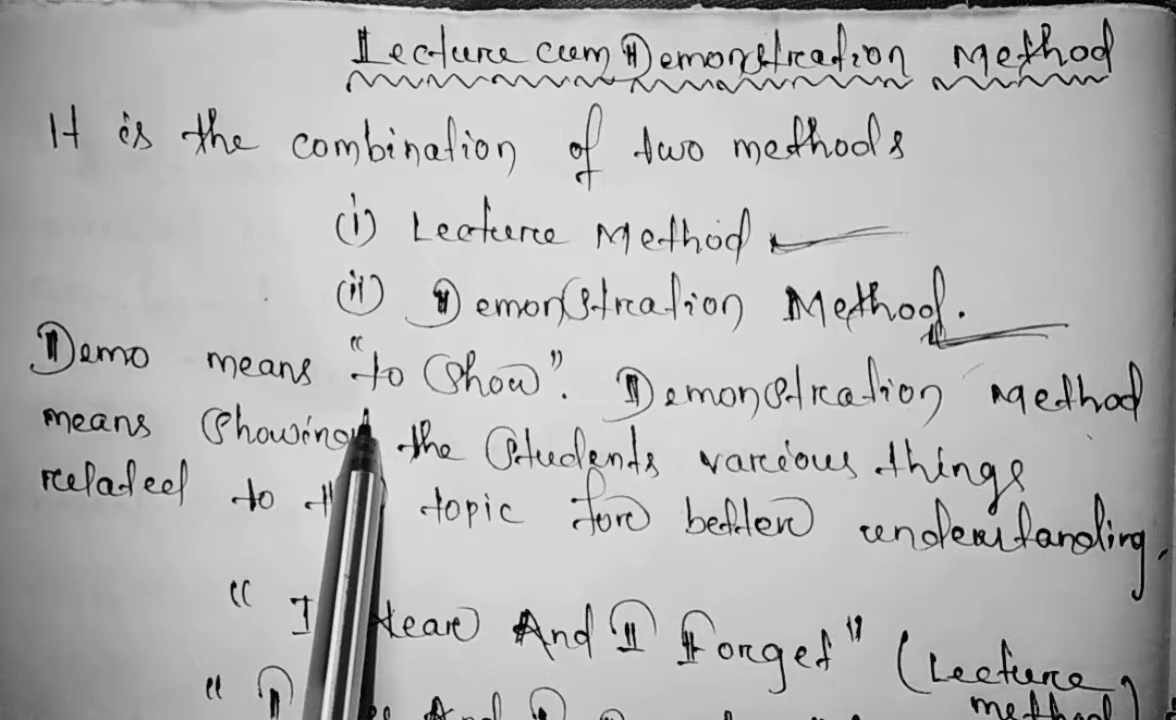 Lecture cum Demonstration Method
It is the combination of two methods
(i) Lecture Method
(ii) Demonstration Method.
Demo means "to show". Demonstration method
means showing the students various things
related to topic for better understanding.
"I Hear And I Forget" (Lecture
" And method)